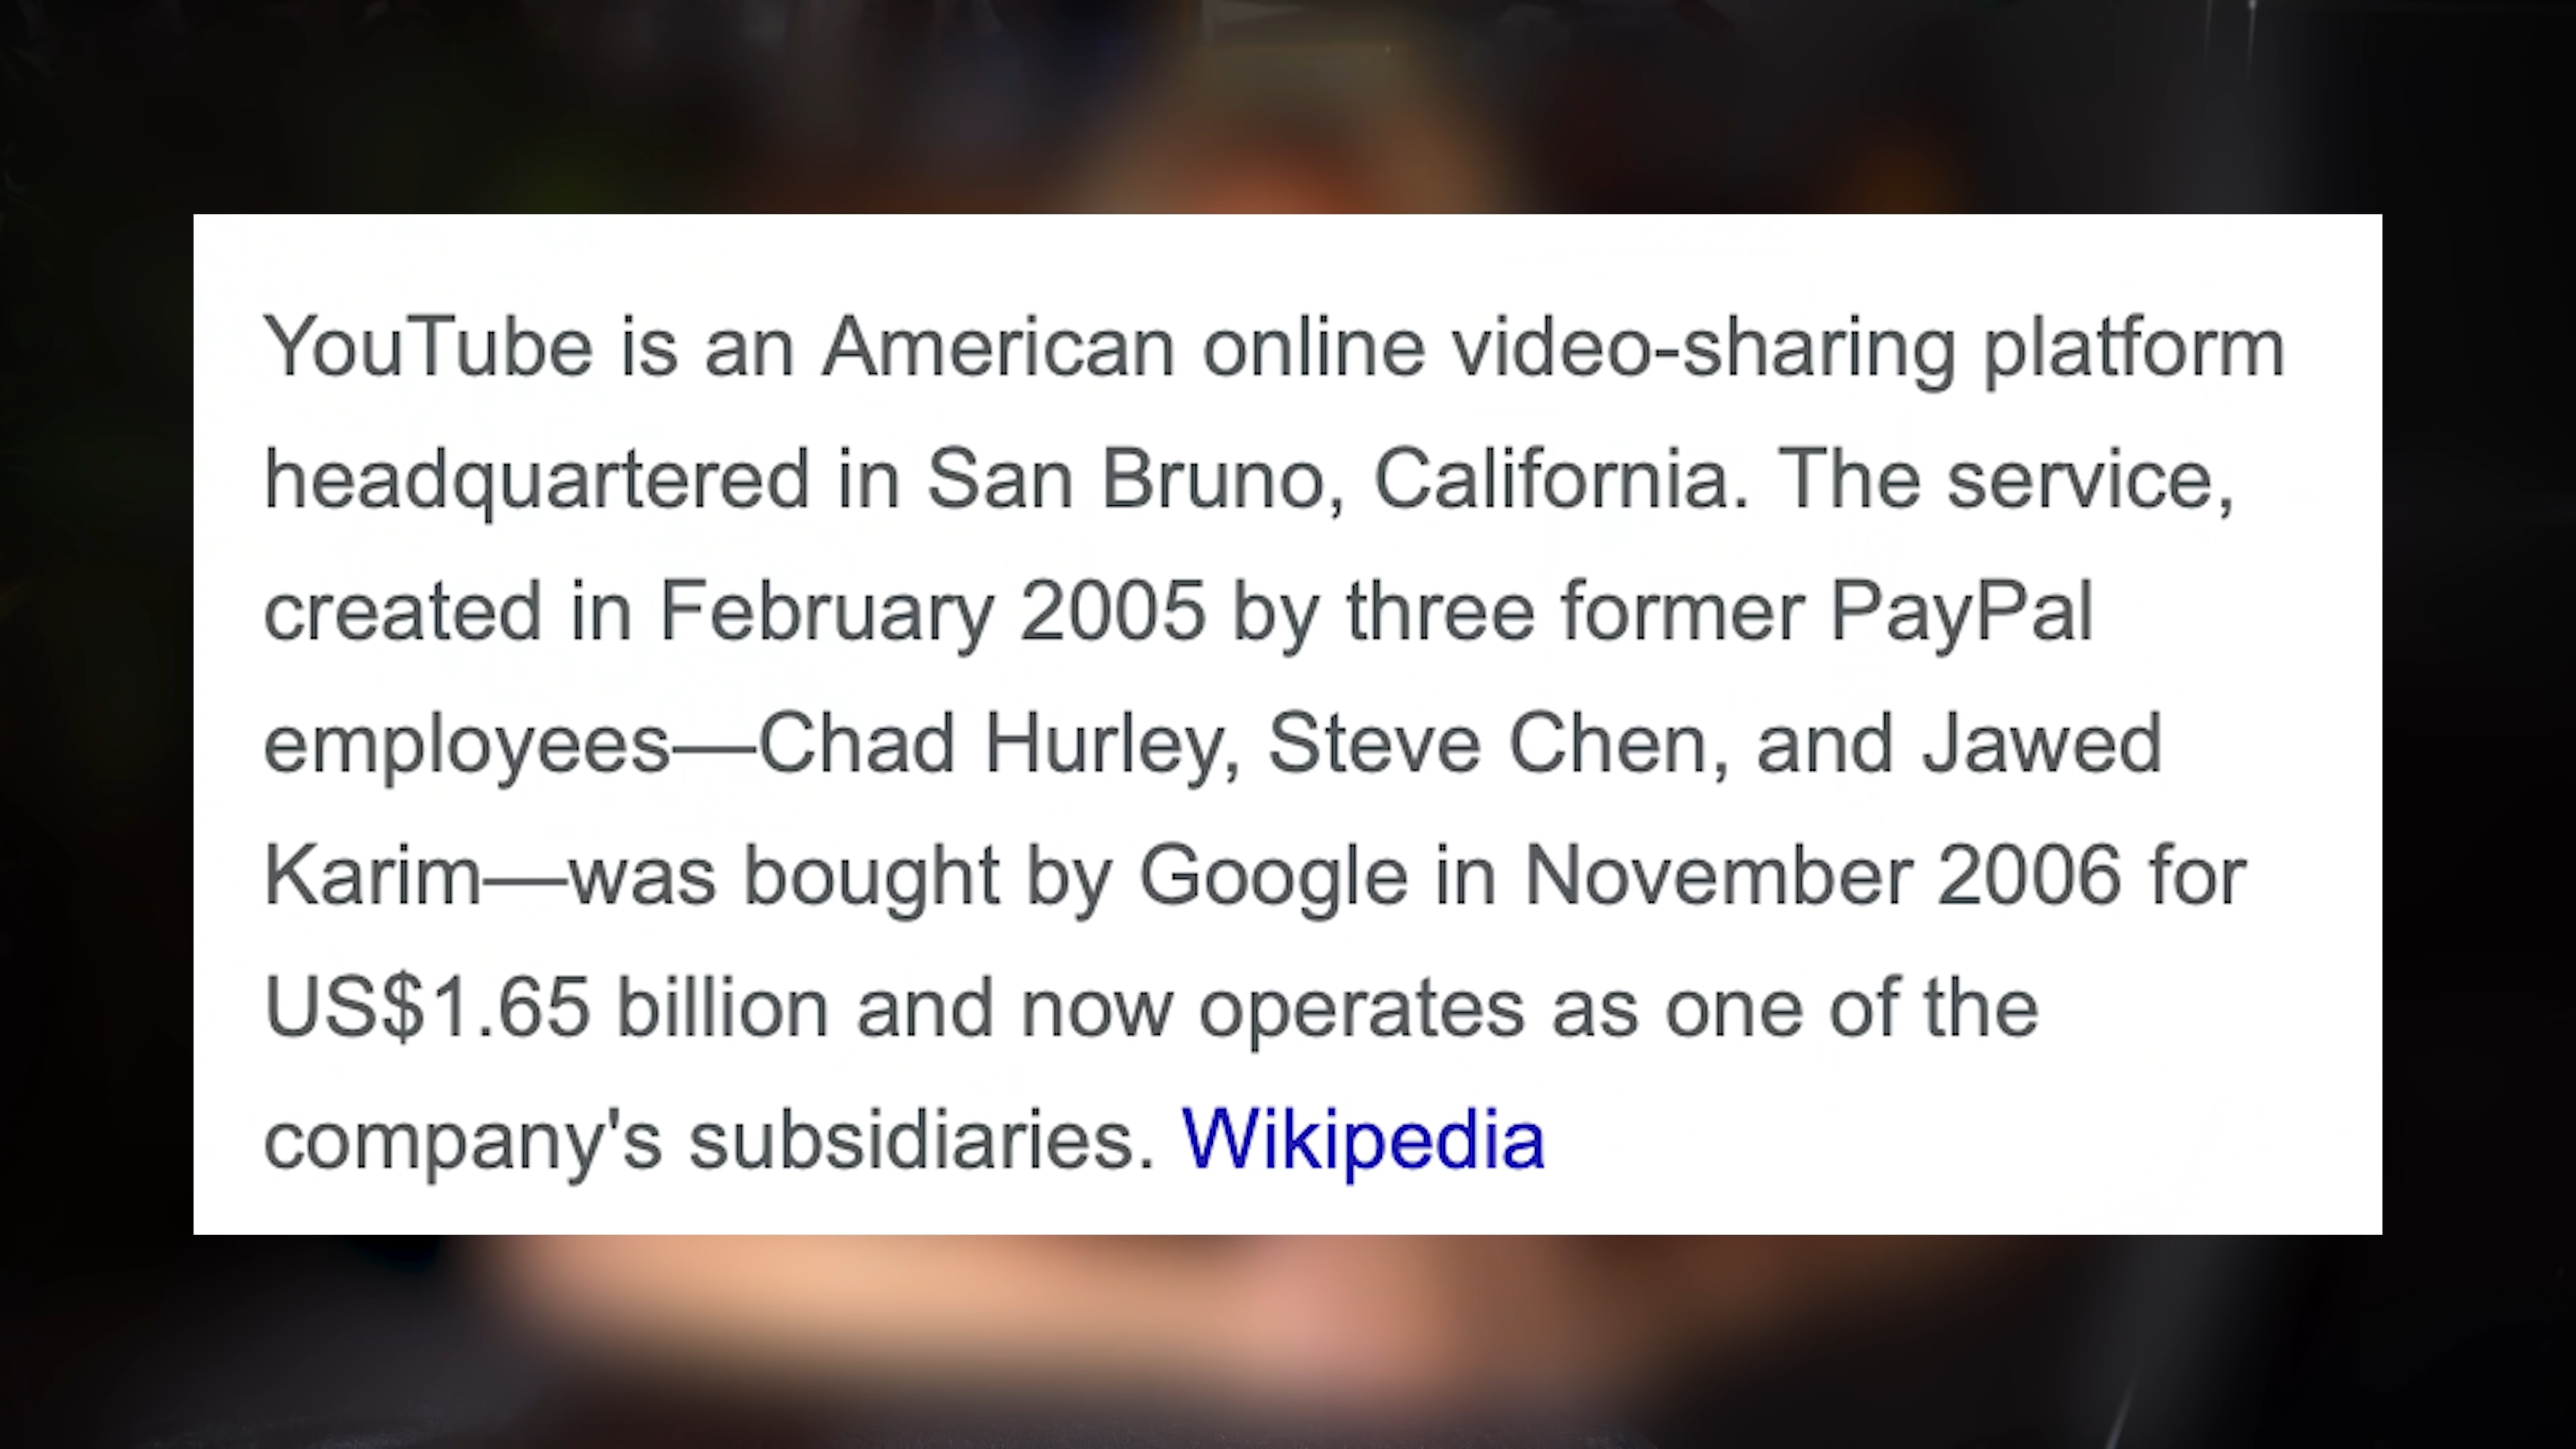 YouTube is an American online video-sharing platform
headquartered in San Bruno, California. The service,
created in February 2005 by three former PayPal
employees—Chad Hurley, Steve Chen, and Jawed
Karim—was bought by Google in November 2006 for
US$1.65 billion and now operates as one of the
company's subsidiaries. Wikipedia